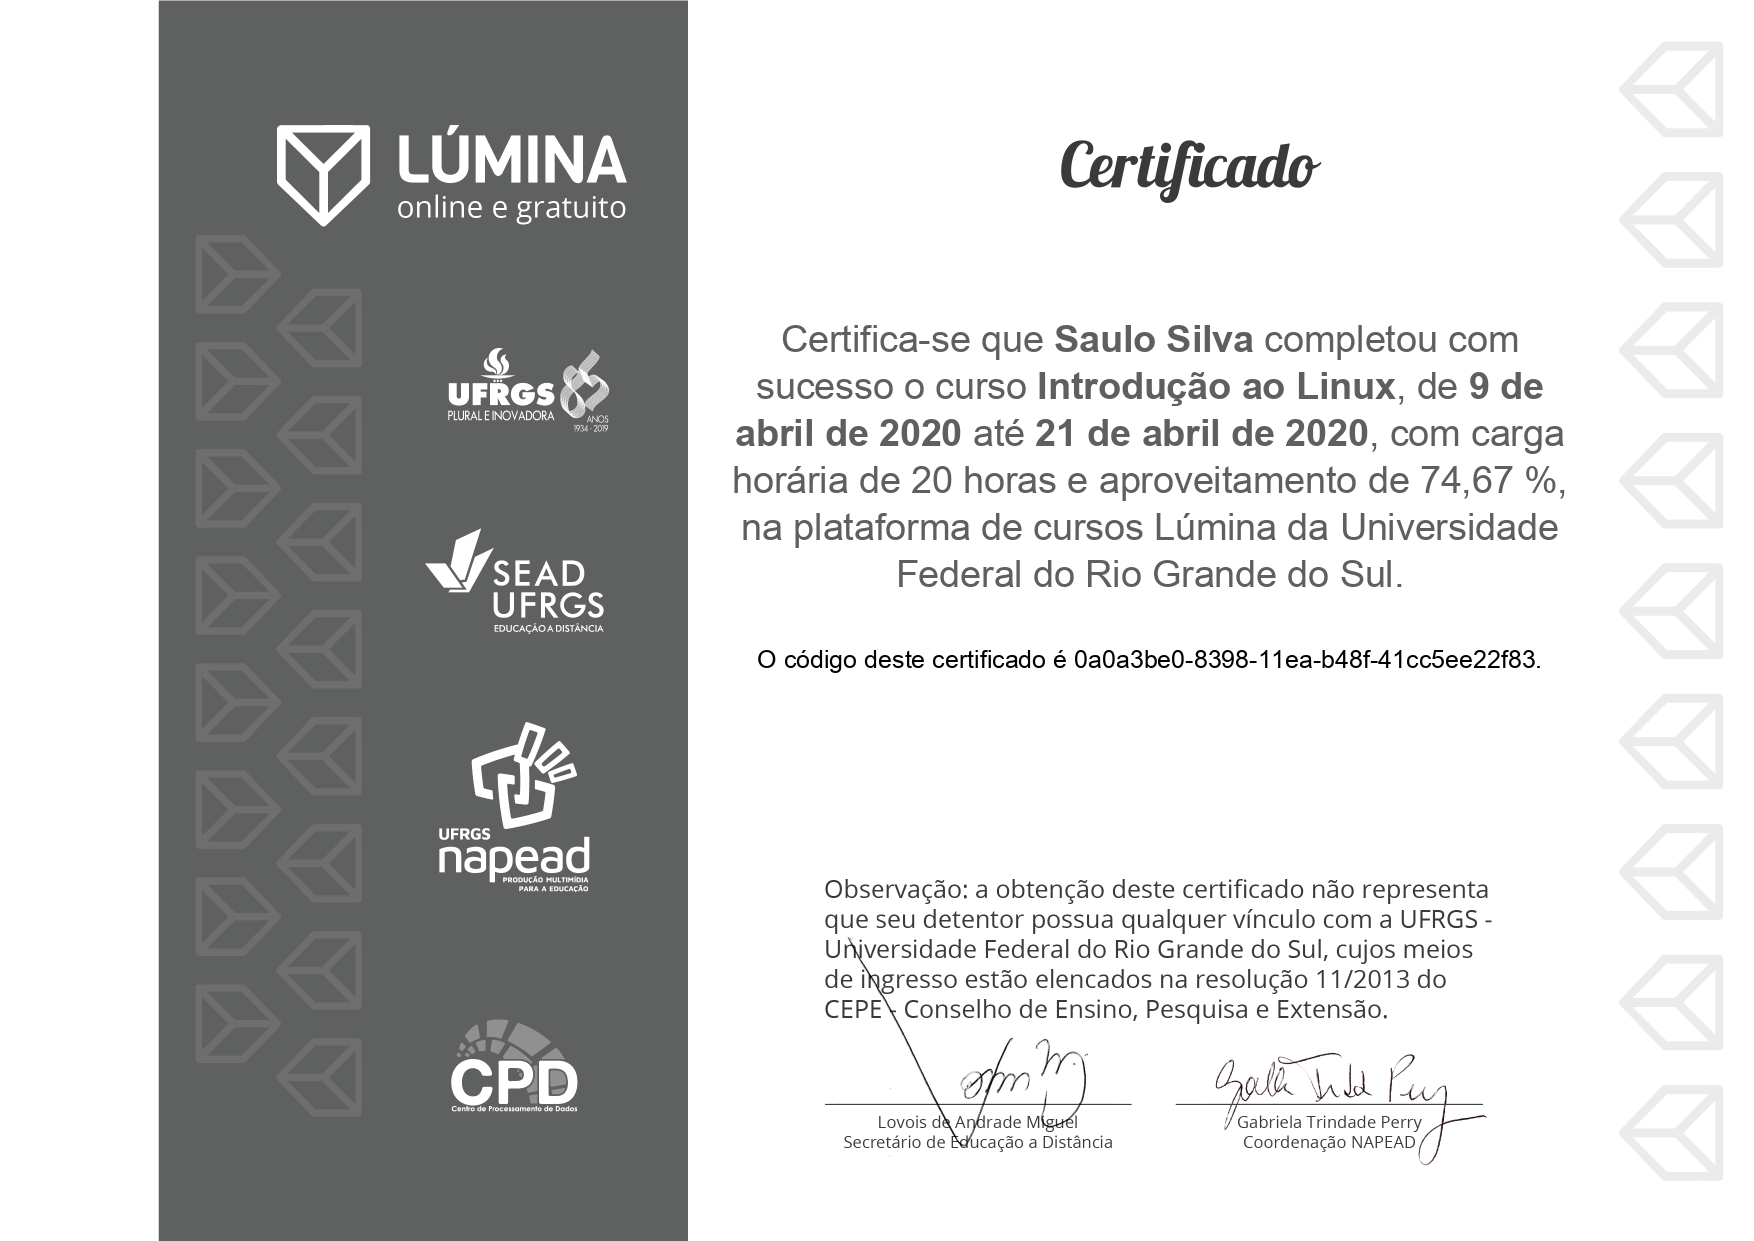 LÚMINA
online e gratuito
UFRGS
PLURAL E INOVADORA
85
ANOS
1934 - 2019
SEAD
UFRGS
EDUCAÇÃO A DISTÂNCIA
UFRGS
napead
PRODUÇÃO MULTIMÍDIA
PARA A EDUCAÇÃO
CPD
Centro de Processamento de Dados
Certificado
Certifica-se que Saulo Silva completou com
sucesso o curso Introdução ao Linux, de 9 de
abril de 2020 até 21 de abril de 2020, com carga
horária de 20 horas e aproveitamento de 74,67 %,
na plataforma de cursos Lúmina da Universidade
Federal do Rio Grande do Sul.
O código deste certificado é 0a0a3be0-8398-11ea-b48f-41cc5ee22f83.
Observação: a obtenção deste certificado não representa
que seu detentor possua qualquer vínculo com a UFRGS -
Universidade Federal do Rio Grande do Sul, cujos meios
de ingresso estão elencados na resolução 11/2013 do
CEPE - Conselho de Ensino, Pesquisa e Extensão.
Lovois de Andrade Miguel
Secretário de Educação a Distância
Gabriela Trindade Perry
Coordenação NAPEAD